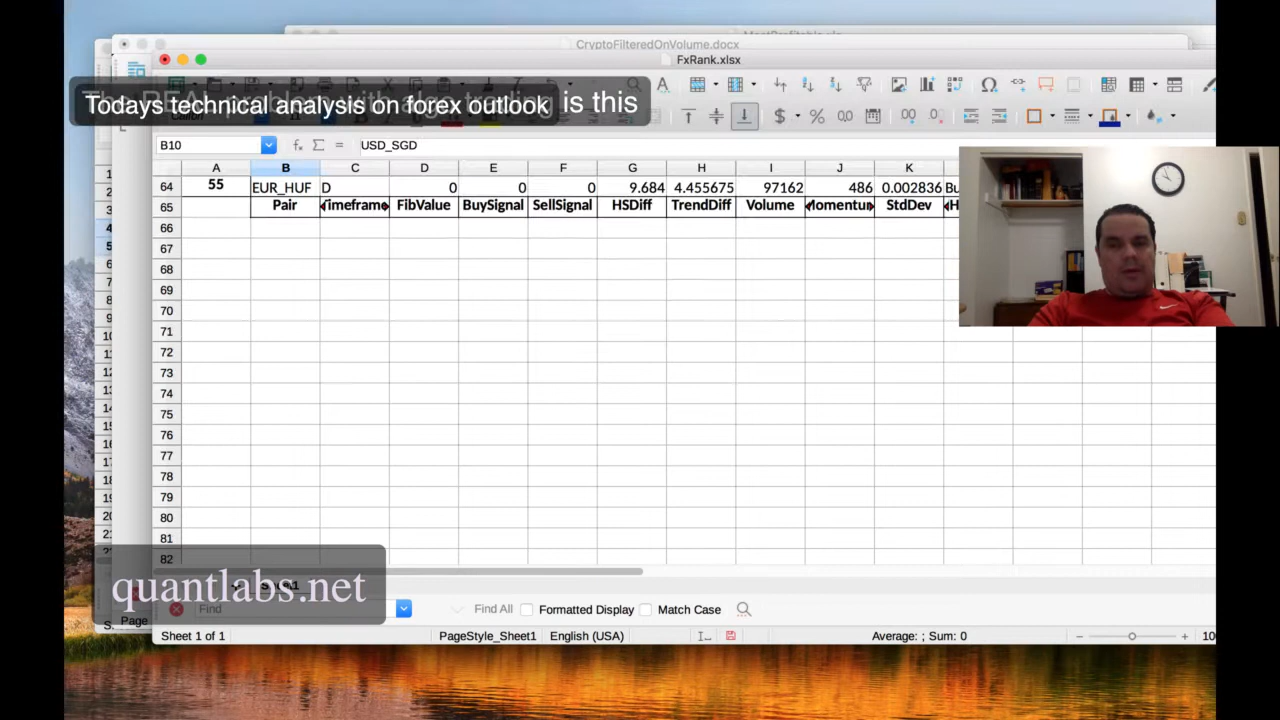 CryptoFilteredOnVolume.docx
FxRank.xlsx
Todays technical analysis on forex outlook is this
B10 USD_SGD
A B C D E F G H I J K
64 55 EUR_HUF D 0 0 0 9.684 4.455675 97162 486 0.002836 Bu
65 Pair Timeframe FibValue BuySignal SellSignal HSDiff TrendDiff Volume Momentum StdDev H
66
67
68
69
70
71
72
73
74
75
76
77
78
79
80
81
82
quantlabs.net
Find Find All Formatted Display Match Case
Page
Sheet 1 of 1 PageStyle_Sheet1 English (USA) Average: ; Sum: 0